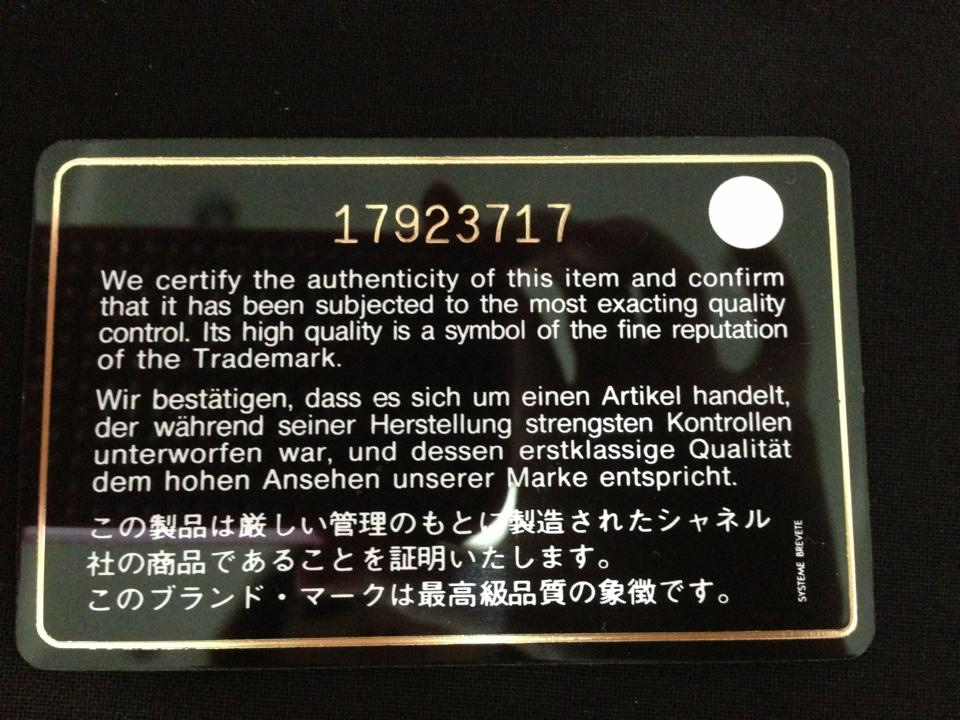 17923717
We certify the authenticity of this item and confirm
that it has been subjected to the most exacting quality
control. Its high quality is a symbol of the fine reputation
of the Trademark.
Wir bestätigen, dass es sich um einen Artikel handelt,
der während seiner Herstellung strengsten Kontrollen
unterworfen war, und dessen erstklassige Qualität
dem hohen Ansehen unserer Marke entspricht.
この製品は厳しい管理のもとに製造されたシャネル
社の商品であることを証明いたします。
このブランド・マークは最高級品質の象徴です。
SYSTEME BREVETE